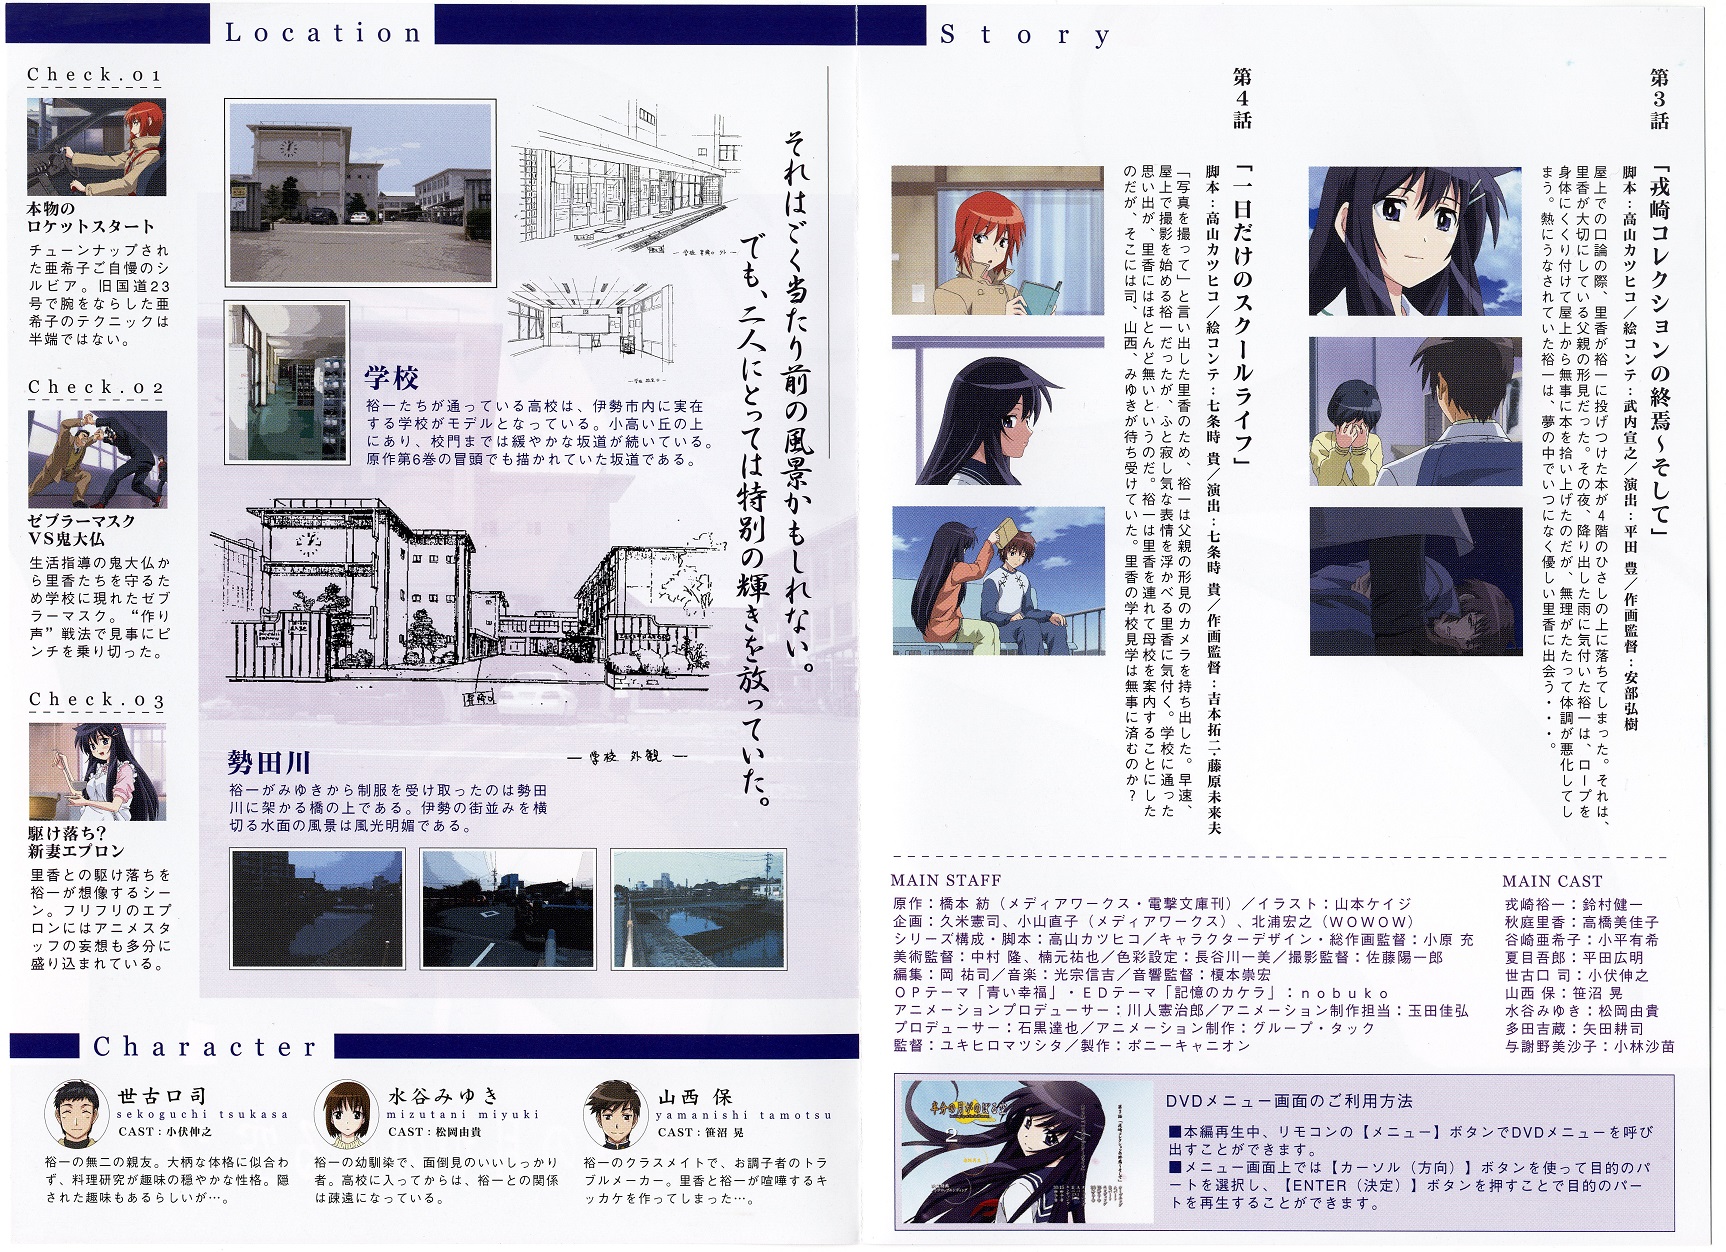 Location
Check.01
本物の
ロケットスタート
チューンナップされ
た亜希子ご自慢のシ
ルビア。旧国道23
号で腕をならした亜
希子のテクニックは
半端ではない。
Check.02
ゼブラーマスク
VS鬼大仏
生活指導の鬼大仏か
ら里香たちを守るた
め学校に現れたゼブ
ラーマスク。“作り
声”戦法で見事にピ
ンチを乗り切った。
Check.03
駆け落ち?
新妻エプロン
里香との駆け落ちを
裕一が想像するシー
ン。フリフリのエプ
ロンにはアニメスタ
ッフの妄想も多分に
盛り込まれている。
それはごく当たり前の風景かもしれない。
でも、二人にとっては特別の輝きを放っていた。
学校
裕一たちが通っている高校は、伊勢市内に実在
する学校がモデルとなっている。小高い丘の上
にあり、校門までは緩やかな坂道が続いている。
原作第6巻の冒頭でも描かれていた坂道である。
― 学校 外観 ―
勢田川
裕一がみゆきから制服を受け取ったのは勢田
川に架かる橋の上である。伊勢の街並みを横
切る水面の風景は風光明媚である。
Character
世古口司
sekoguchi tsukasa
CAST：小伏伸之
裕一の無二の親友。大柄な体格に似合わ
ず、料理研究が趣味の穏やかな性格。隠
された趣味もあるらしいが…。
水谷みゆき
mizutani miyuki
CAST：松岡由貴
裕一の幼馴染で、面倒見のいいしっかり
者。高校に入ってからは、裕一との関係
は疎遠になっている。
山西 保
yamanishi tamotsu
CAST：笹沼 晃
裕一のクラスメイトで、お調子者のトラ
ブルメーカー。里香と裕一が喧嘩するキ
ッカケを作ってしまった…。
Story
第3話
「戎崎コレクションの終焉～そして」
脚本：高山カツヒコ／絵コンテ：武内宣之／演出：平田 豊／作画監督：安部弘樹
屋上での口論の際、里香が裕一に投げつけた本が4階のひさしの上に落ちてしまった。それは、
里香が大切にしている父親の形見だった。その夜、降り出した雨に気付いた裕一は、ロープを
身体にくくり付けて屋上から無事に本を拾い上げたのだが、無理がたたって体調が悪化してし
まう。熱にうなされていた裕一は、夢の中でいつになく優しい里香に出会う・・・。
第4話
「一日だけのスクールライフ」
脚本：高山カツヒコ／絵コンテ：七条時 貴／演出：七条時 貴／作画監督：吉本拓二・藤原未来夫
「写真を撮って」と言い出した里香のため、裕一は父親の形見のカメラを持ち出した。早速、
屋上で撮影を始める裕一だったが、ふと寂し気な表情を浮かべる里香に気付く。学校に通った
思い出が、里香にはほとんど無いというのだ。裕一は里香を連れて母校を案内することにした
のだが、そこには司、山西、みゆきが待ち受けていた。里香の学校見学は無事に済むのか？
MAIN STAFF
原作：橋本 紡（メディアワークス・電撃文庫刊）／イラスト：山本ケイジ
企画：久米憲司、小山直子（メディアワークス）、北浦宏之（WOWOW）
シリーズ構成・脚本：高山カツヒコ／キャラクターデザイン・総作画監督：小原 充
美術監督：中村 隆、楠元祐也／色彩設定：長谷川一美／撮影監督：佐藤陽一郎
編集：岡 祐司／音楽：光宗信吉／音響監督：榎本崇宏
OPテーマ「青い幸福」・EDテーマ「記憶のカケラ」：nobuko
アニメーションプロデューサー：川人憲治郎／アニメーション制作担当：玉田佳弘
プロデューサー：石黒達也／アニメーション制作：グループ・タック
監督：ユキヒロマツシタ／製作：ポニーキャニオン
MAIN CAST
戎崎裕一：鈴村健一
秋庭里香：高橋美佳子
谷崎亜希子：小平有希
夏目吾郎：平田広明
世古口 司：小伏伸之
山西 保：笹沼 晃
水谷みゆき：松岡由貴
多田吉蔵：矢田耕司
与謝野美沙子：小林沙苗
半分の月がのぼる空
2
DVDメニュー画面のご利用方法
■本編再生中、リモコンの【メニュー】ボタンでDVDメニューを呼び
出すことができます。
■メニュー画面上では【カーソル（方向）】ボタンを使って目的のパ
ートを選択し、【ENTER（決定）】ボタンを押すことで目的のパー
トを再生することができます。